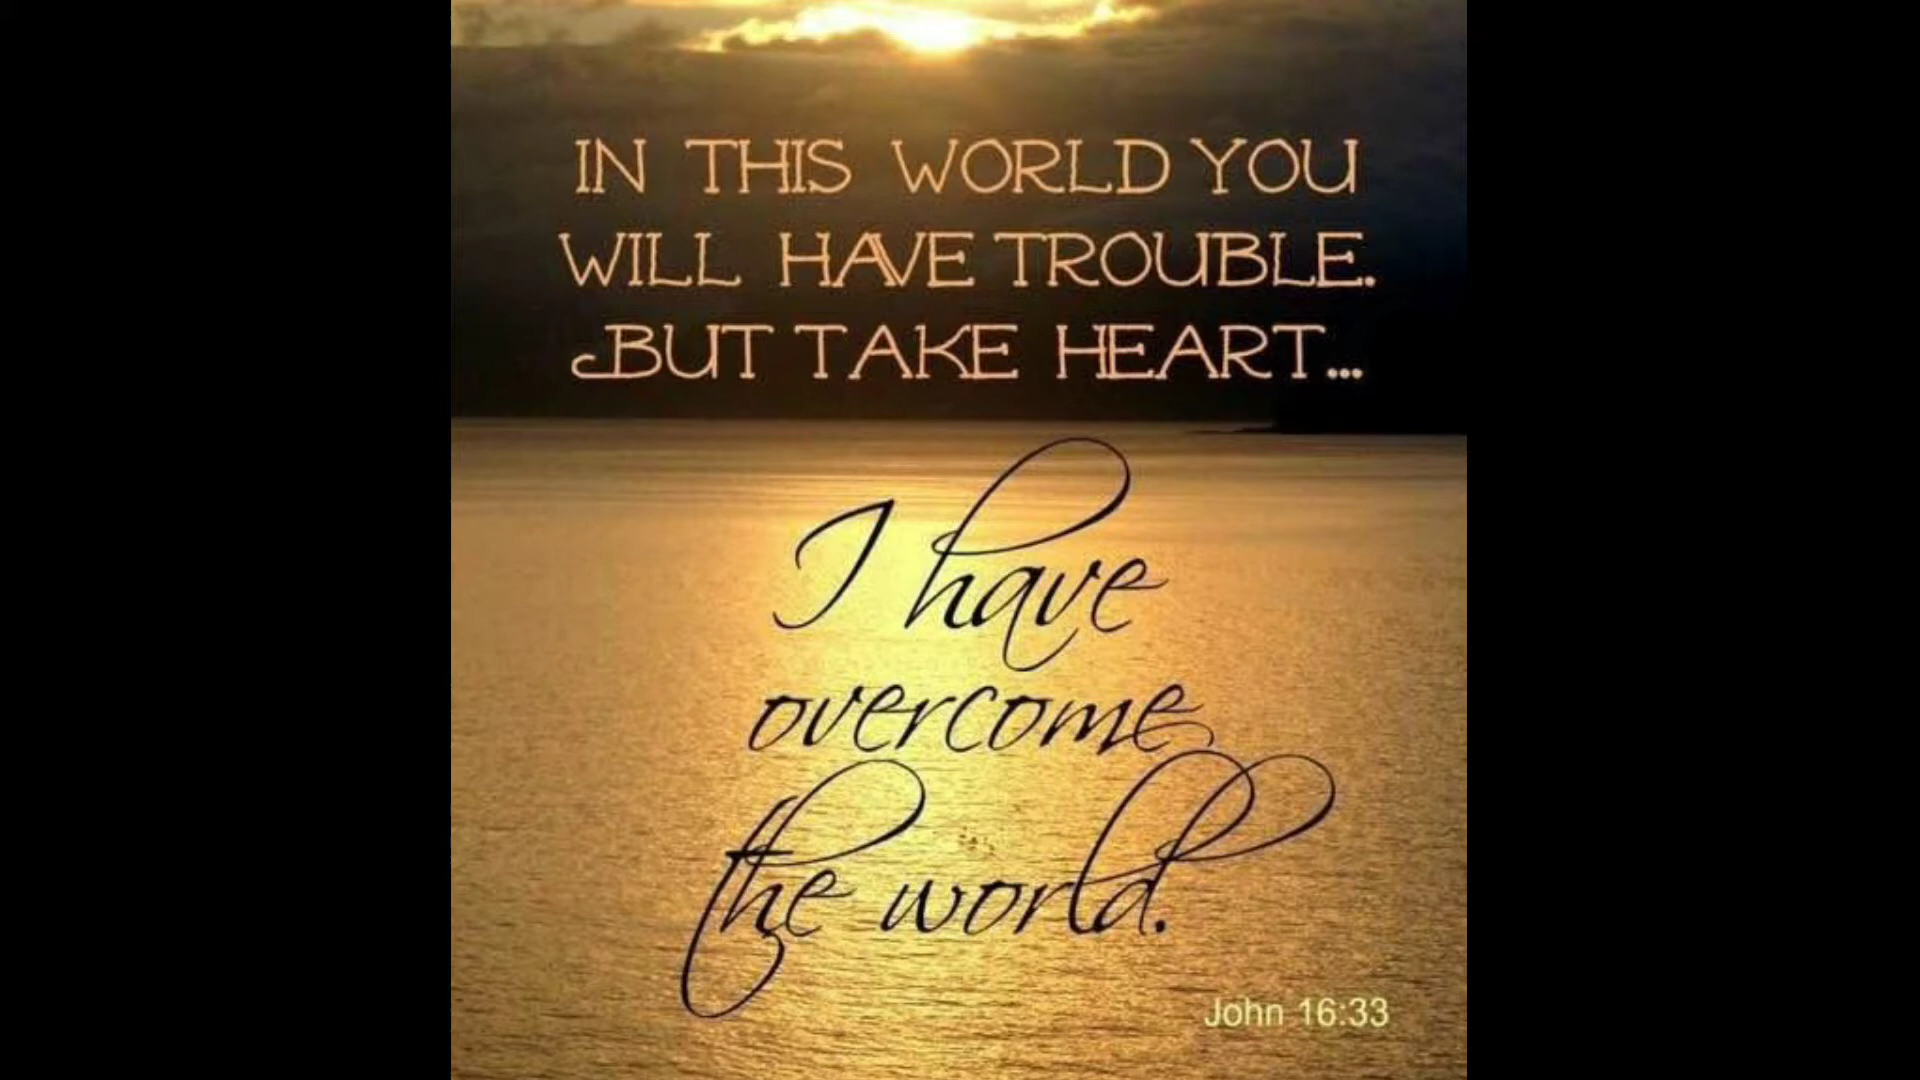 IN THIS WORLD YOU
WILL HAVE TROUBLE.
BUT TAKE HEART...
I have
overcome
the world.
John 16:33